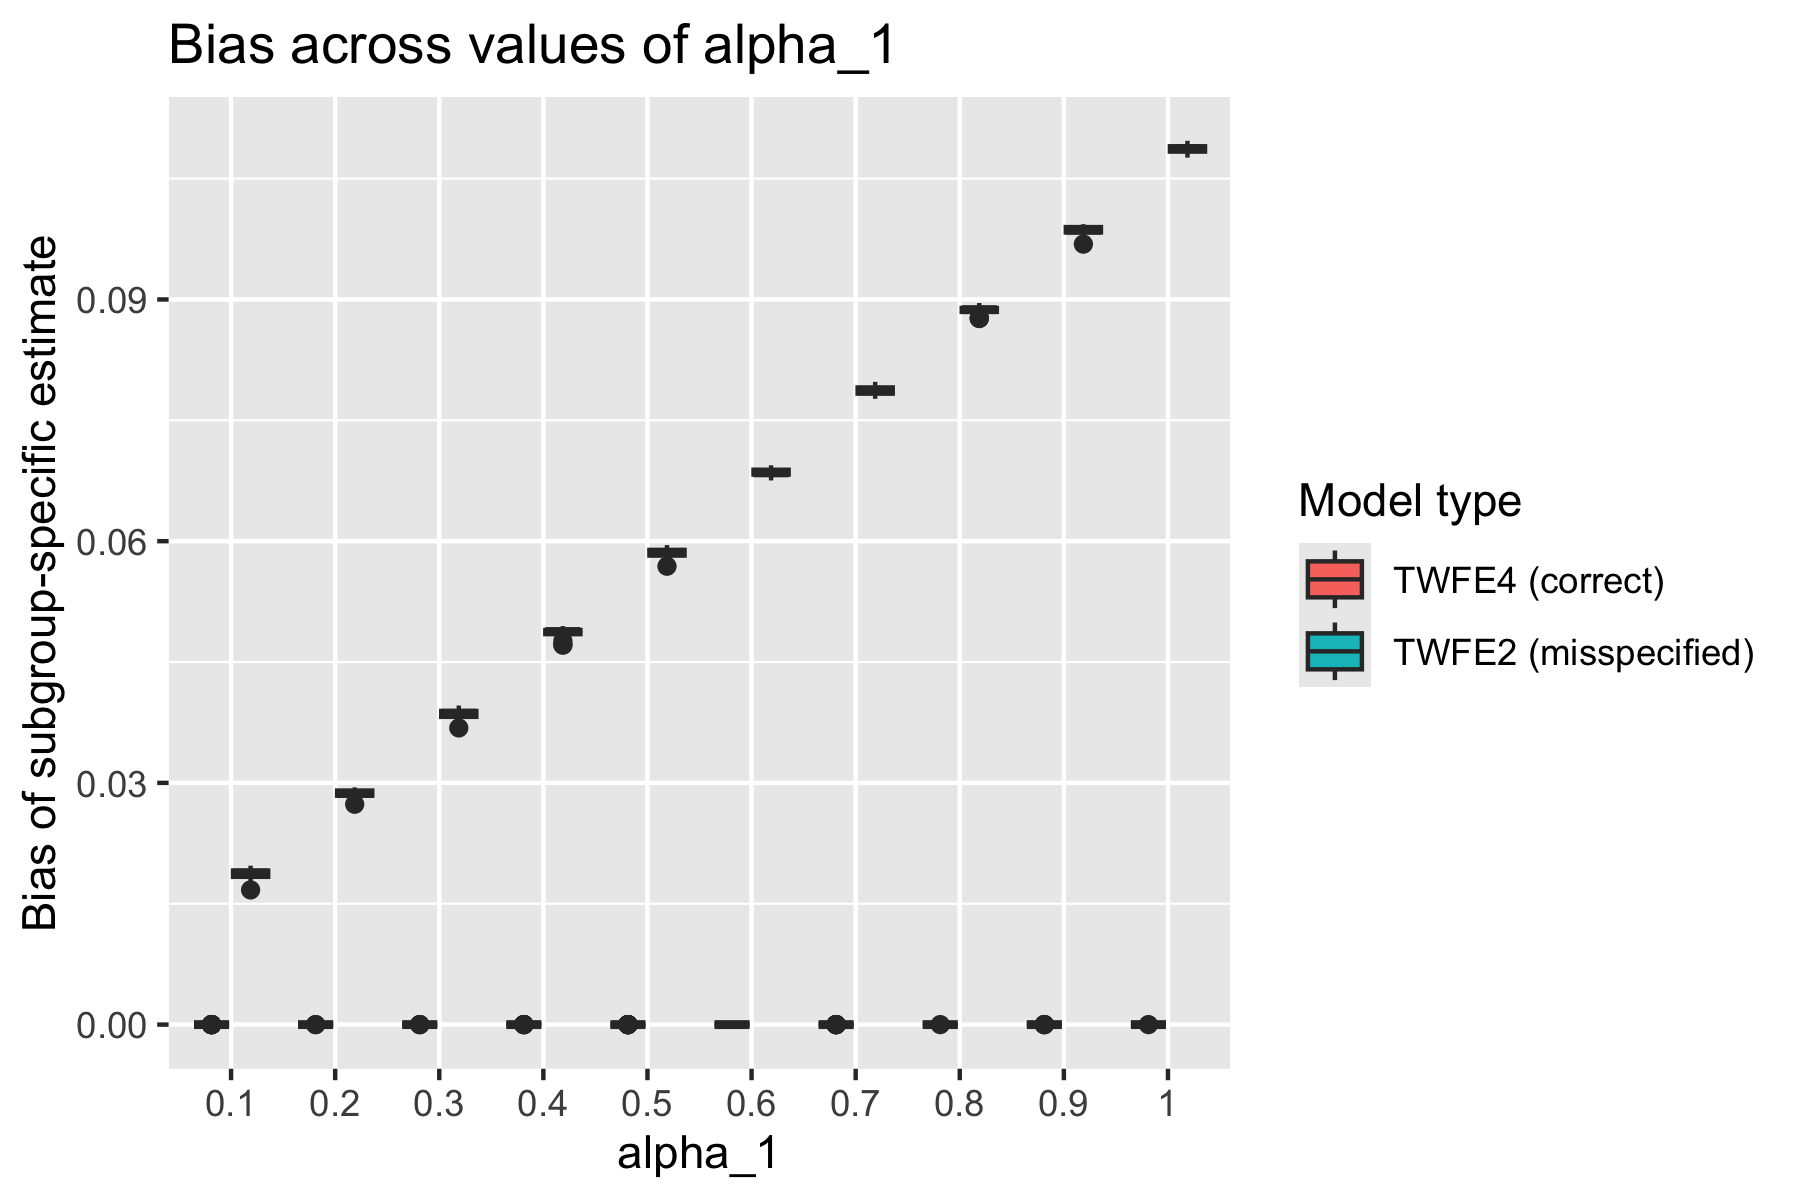 Bias across values of alpha_1
Bias of subgroup-specific estimate
0.09
0.06
0.03
0.00
0.1 0.2 0.3 0.4 0.5 0.6 0.7 0.8 0.9 1
alpha_1
Model type
TWFE4 (correct)
TWFE2 (misspecified)